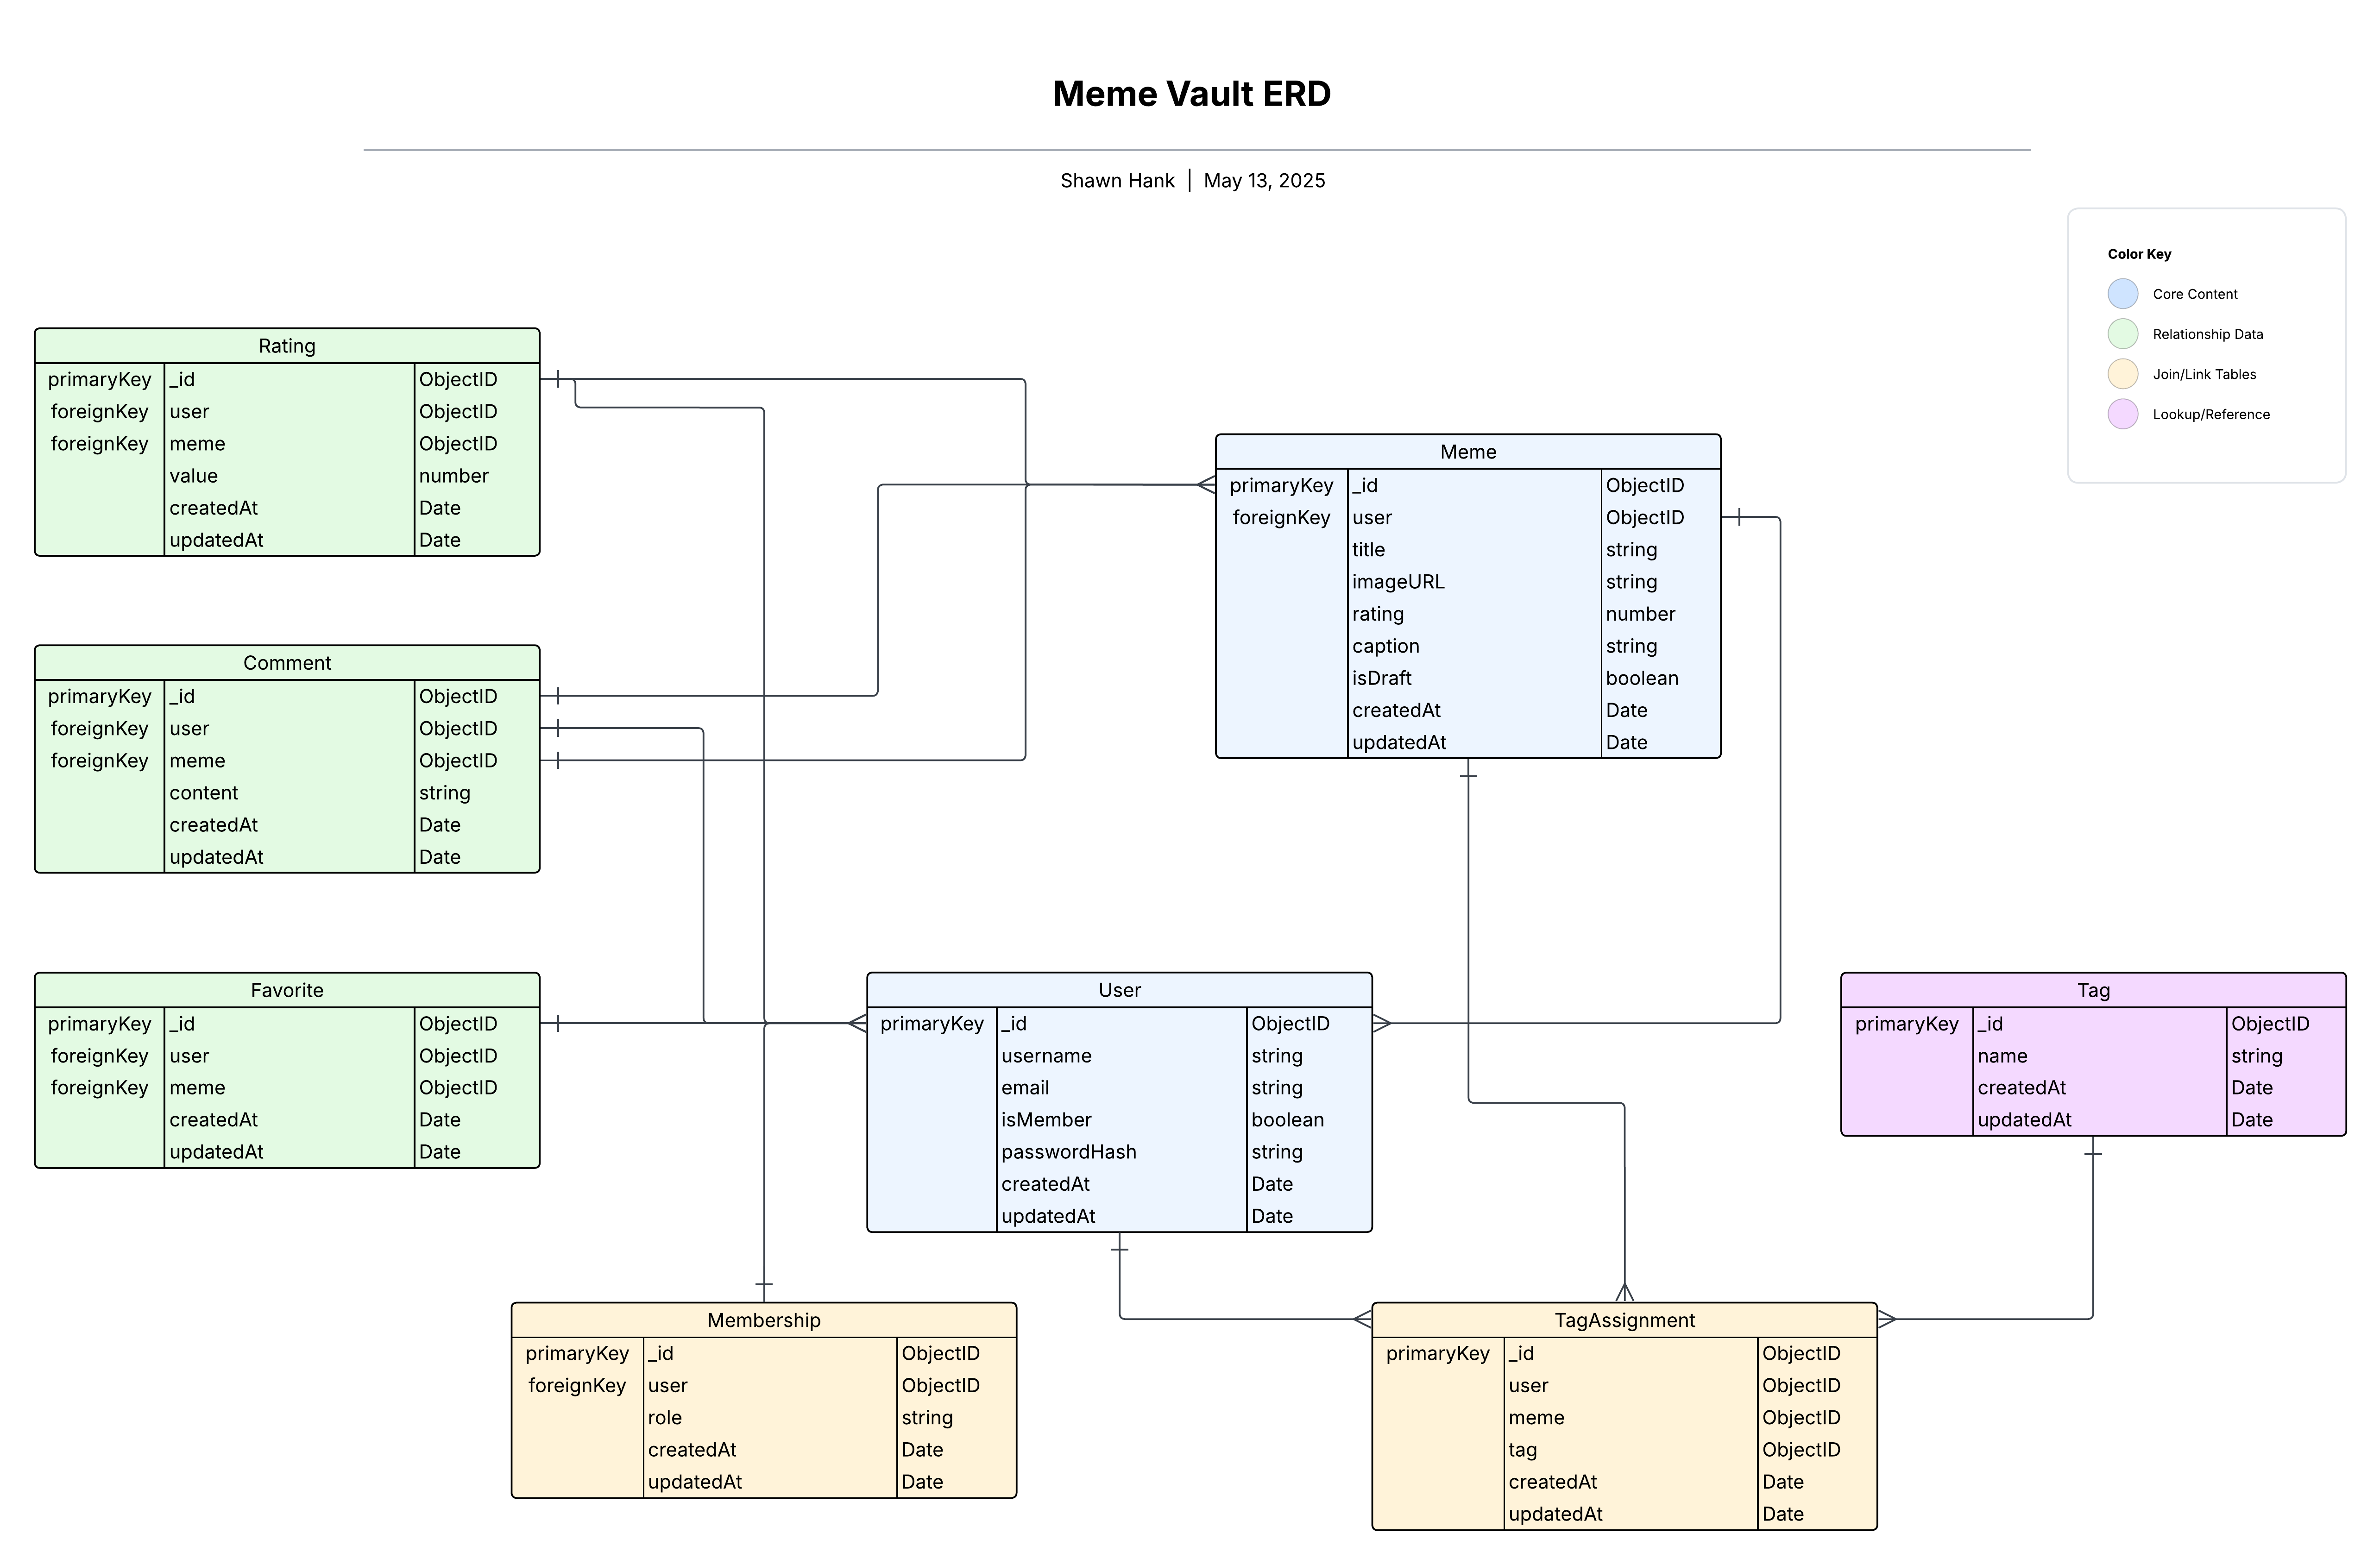 Meme Vault ERD
Shawn Hank | May 13, 2025
Color Key
Core Content
Relationship Data
Join/Link Tables
Lookup/Reference
Rating
primaryKey _id ObjectID
foreignKey user ObjectID
foreignKey meme ObjectID
value number
createdAt Date
updatedAt Date
Meme
primaryKey _id ObjectID
foreignKey user ObjectID
title string
imageURL string
rating number
caption string
isDraft boolean
createdAt Date
updatedAt Date
Comment
primaryKey _id ObjectID
foreignKey user ObjectID
foreignKey meme ObjectID
content string
createdAt Date
updatedAt Date
Favorite
primaryKey _id ObjectID
foreignKey user ObjectID
foreignKey meme ObjectID
createdAt Date
updatedAt Date
User
primaryKey _id ObjectID
username string
email string
isMember boolean
passwordHash string
createdAt Date
updatedAt Date
Tag
primaryKey _id ObjectID
name string
createdAt Date
updatedAt Date
Membership
primaryKey _id ObjectID
foreignKey user ObjectID
role string
createdAt Date
updatedAt Date
TagAssignment
primaryKey _id ObjectID
user ObjectID
meme ObjectID
tag ObjectID
createdAt Date
updatedAt Date